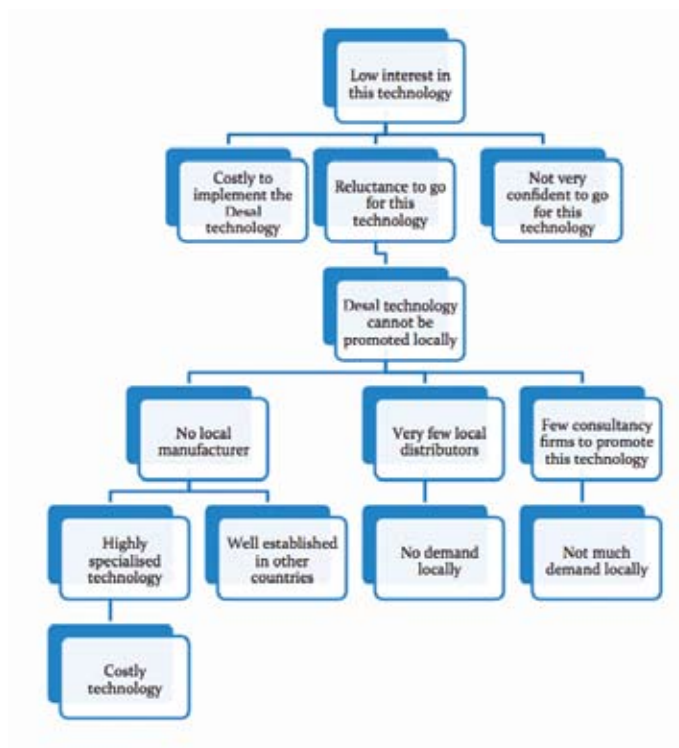 Low interest in
this technology
Costly to
implement the
Desal
technology
Reluctance to go
for this
technology
Not very
confident to go
for this
technology
Desal technology
cannot be
promoted locally
No local
manufacturer
Very few local
distributors
Few consultancy
firms to promote
this technology
Highly
specialised
technology
Well established
in other
countries
No demand
locally
Not much
demand locally
Costly
technology